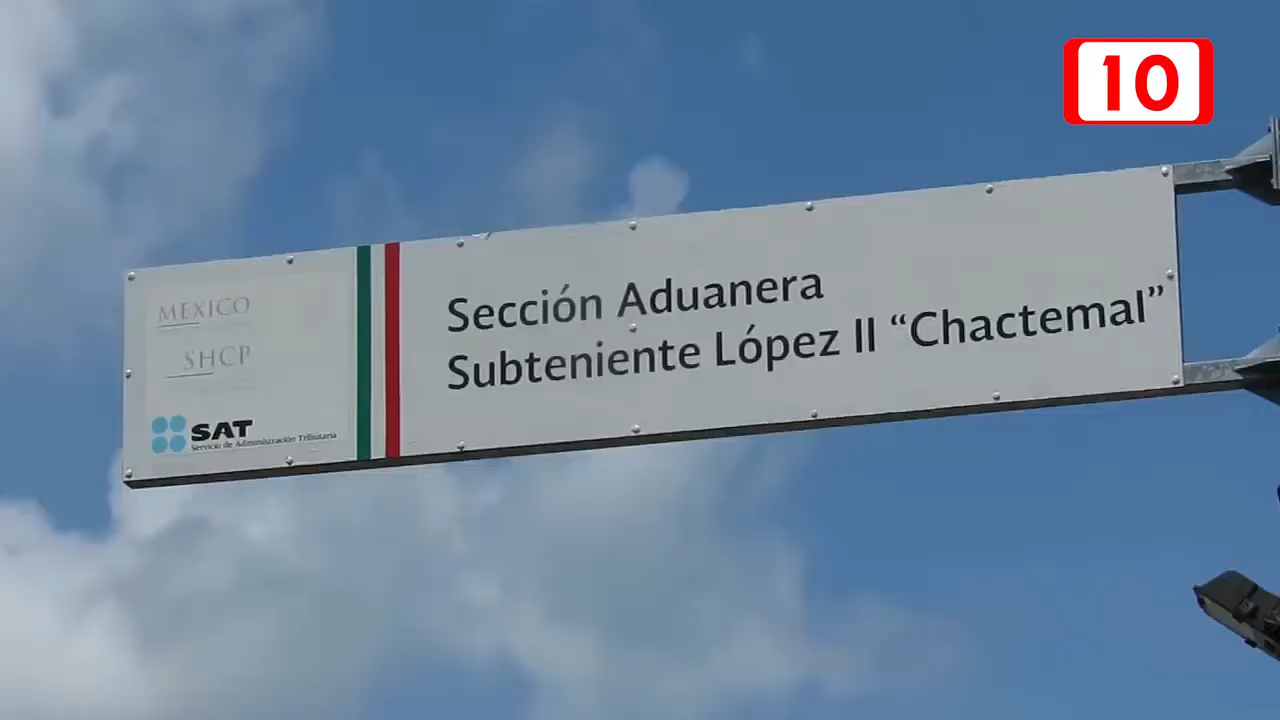 10
Sección Aduanera
Subteniente López II “Chactemal”
MEXICO
SHCP
SAT
Servicio de Administración Tributaria